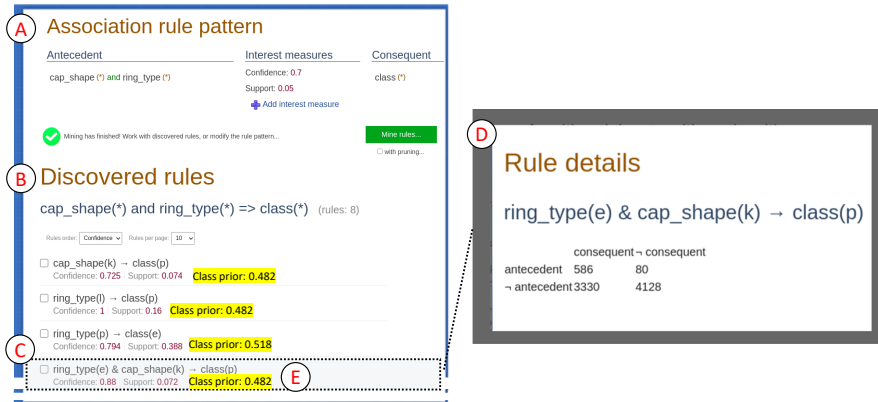 A
Association rule pattern
Antecedent Interest measures Consequent
cap_shape (*) and ring_type (*)
Confidence: 0.7
class (*)
Support: 0.05
Add interest measure
Mining has finished! Work with discovered rules, or modify the rule pattern...
Mine rules...
with pruning...
B
Discovered rules
cap_shape(*) and ring_type(*) => class(*) (rules: 8)
Rules order: Confidence Rules per page: 10
cap_shape(k) → class(p)
Confidence: 0.725 Support: 0.074 Class prior: 0.482
ring_type(l) → class(p)
Confidence: 1 Support: 0.16 Class prior: 0.482
ring_type(p) → class(e)
Confidence: 0.794 Support: 0.388 Class prior: 0.518
C
ring_type(e) & cap_shape(k) → class(p)
Confidence: 0.88 Support: 0.072 Class prior: 0.482
E
D
Rule details
ring_type(e) & cap_shape(k) → class(p)
consequent ¬ consequent
antecedent 586 80
¬ antecedent 3330 4128